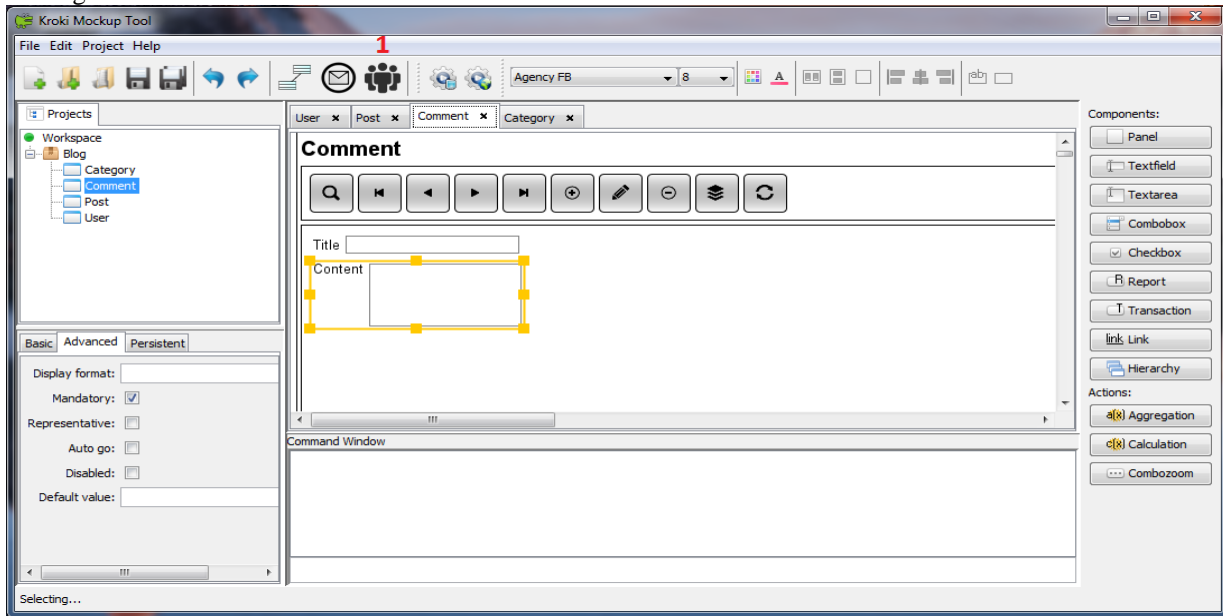 Kroki Mockup Tool
File Edit Project Help
1
Agency FB 8
A
ab
Projects
Workspace
Blog
Category
Comment
Post
User
User Post Comment Category
Comment
Title
Content
Basic Advanced Persistent
Display format:
Mandatory:
Representative:
Auto go:
Disabled:
Default value:
Command Window
Components:
Panel
Textfield
Textarea
Combobox
Checkbox
R Report
T Transaction
link Link
Hierarchy
Actions:
a(x) Aggregation
c(x) Calculation
Combozoom
Selecting...